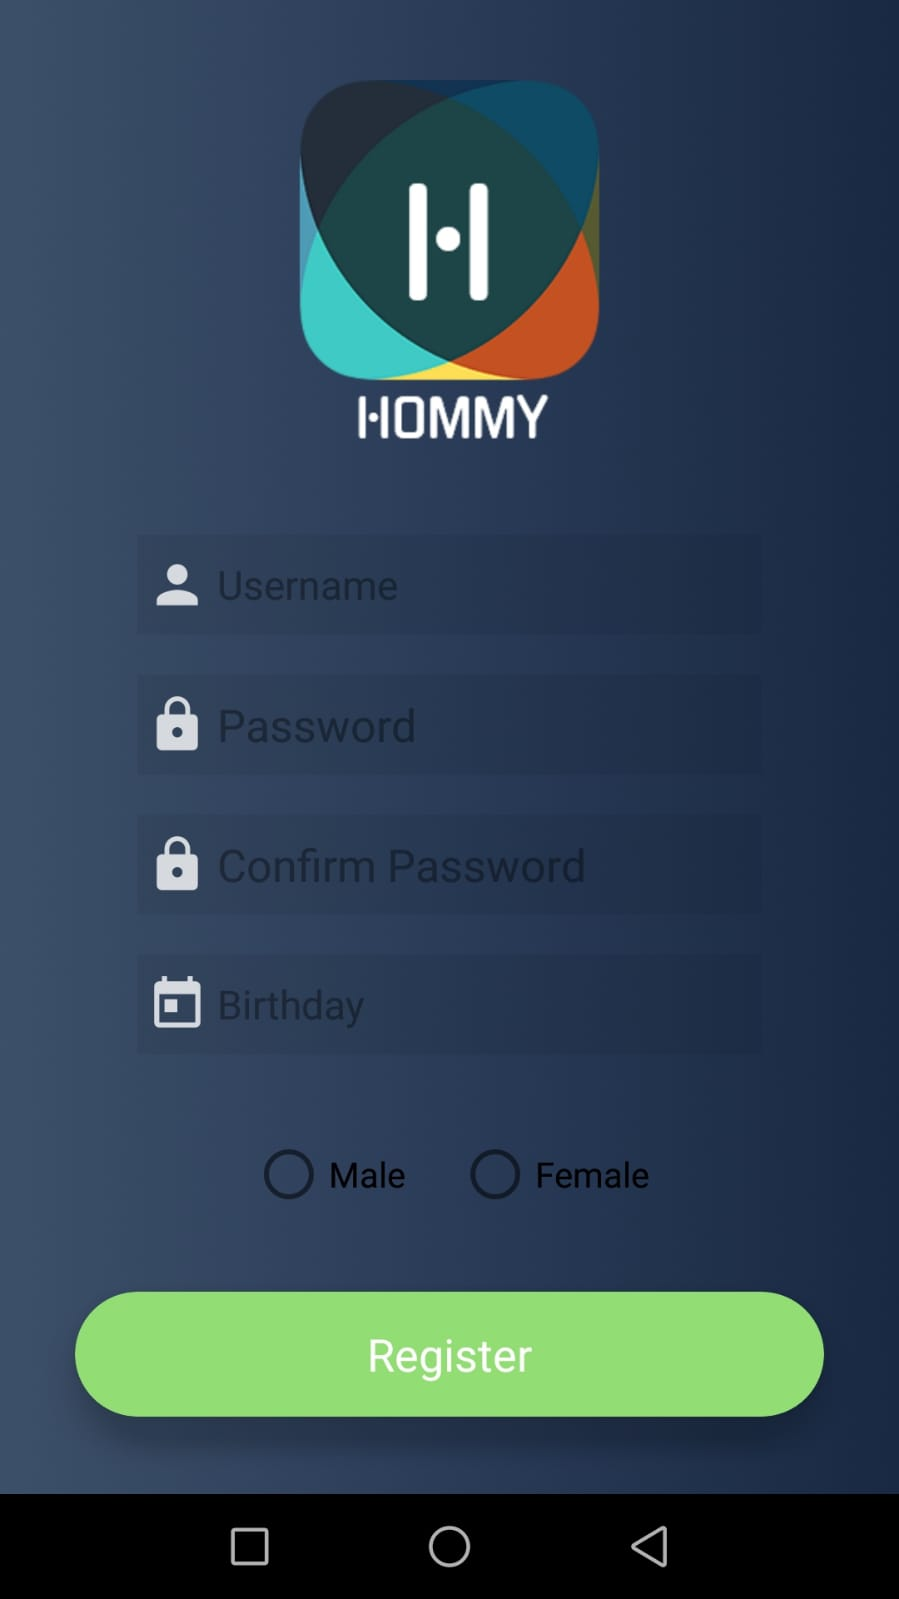 H
HOMMY
Username
Password
Confirm Password
Birthday
Male Female
Register